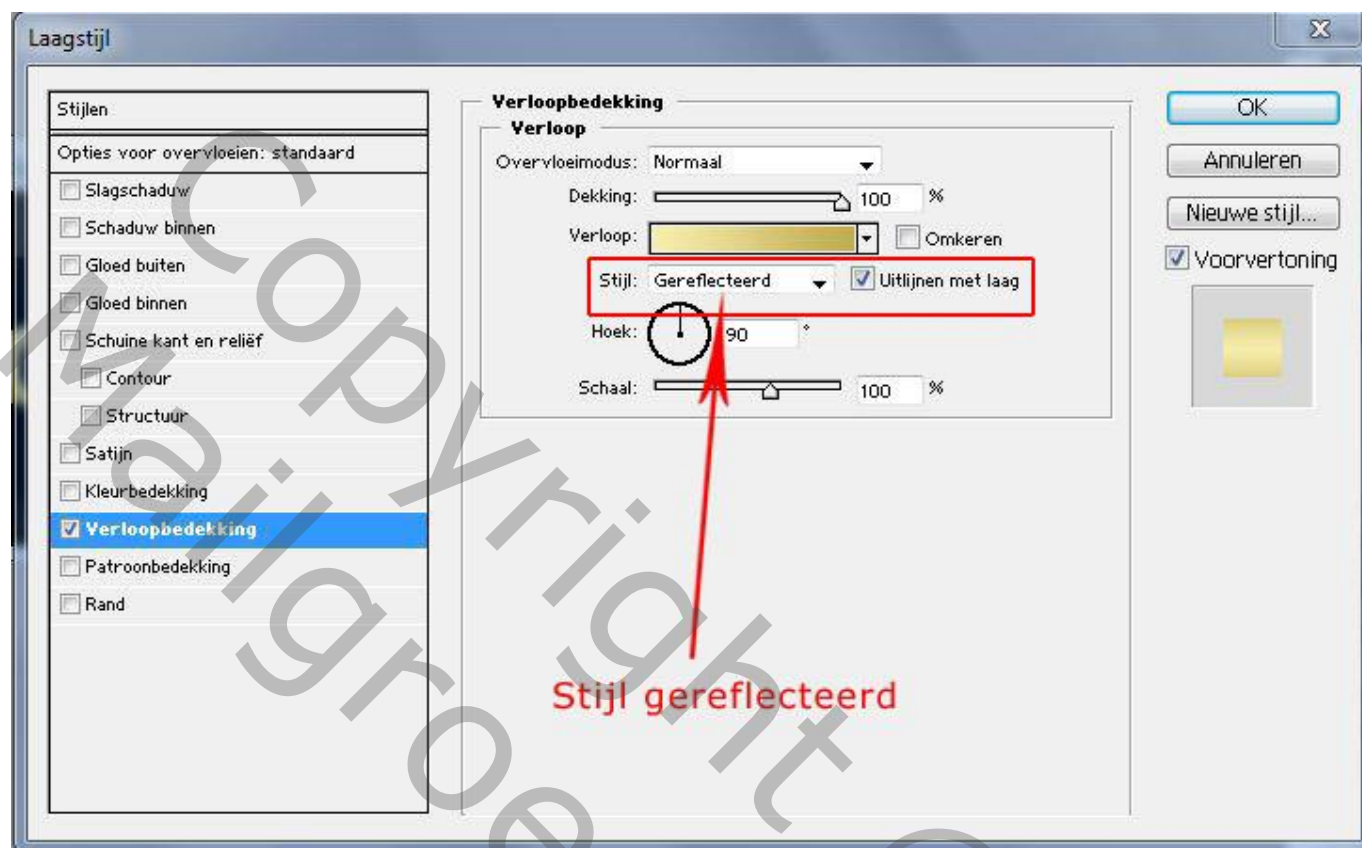 Laagstijl
Stijlen
Opties voor overvloeien: standaard
Slagschaduw
Schaduw binnen
Gloed buiten
Gloed binnen
Schuine kant en reliëf
Contour
Structuur
Satijn
Kleurbedekking
Verloopbedekking
Patroonbedekking
Rand
Verloopbedekking
Verloop
Overvloeimodus: Normaal
Dekking: 100 %
Verloop: Omkeren
Stijl: Gereflecteerd Uitlijnen met laag
Hoek: 90 °
Schaal: 100 %
Stijl gereflecteerd
OK
Annuleren
Nieuwe stijl...
Voorvertoning
Copyright